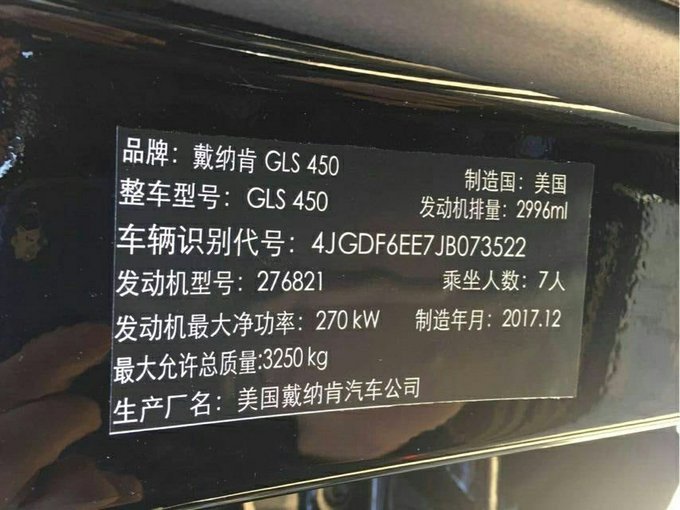 品牌：戴纳肯 GLS 450
制造国：美国
整车型号：GLS 450
发动机排量：2996ml
车辆识别代号：4JGDF6EE7JB073522
发动机型号：276821
乘坐人数：7人
发动机最大净功率：270 kW
制造年月：2017.12
最大允许总质量:3250 kg
生产厂名：美国戴纳肯汽车公司